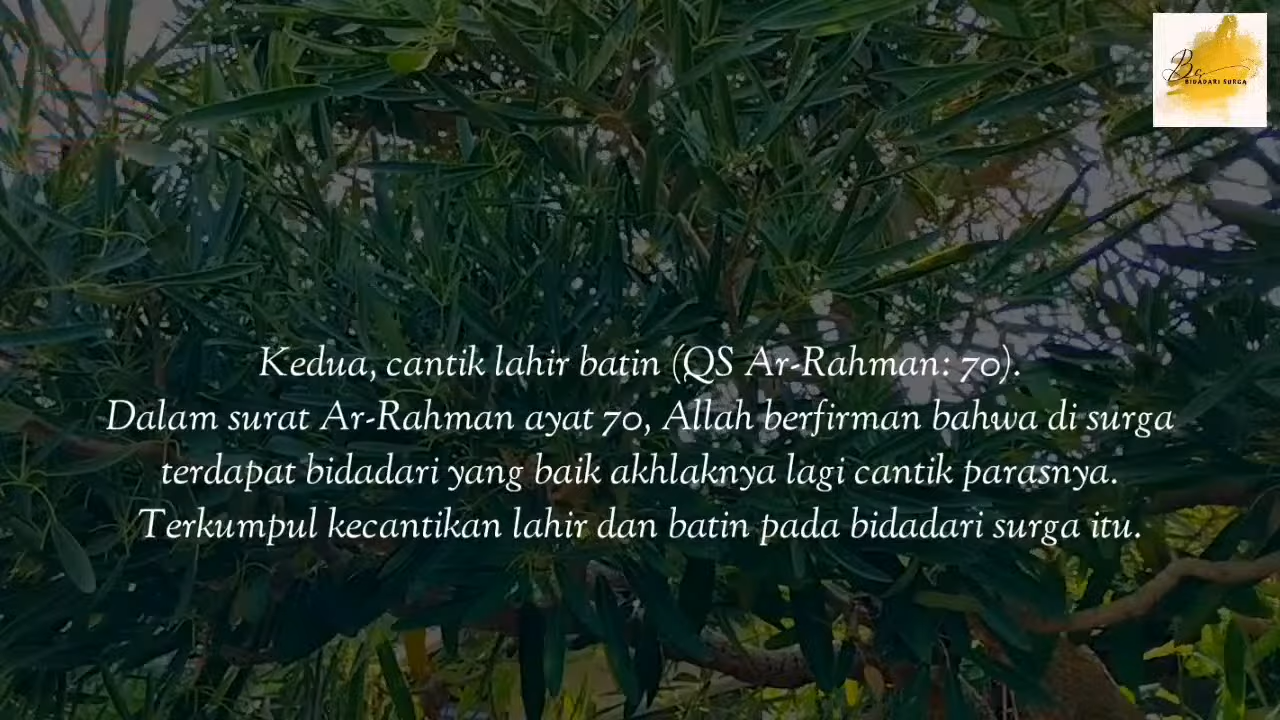 BIDADARI SURGA
Kedua, cantik lahir batin (QS Ar-Rahman: 70).
Dalam surat Ar-Rahman ayat 70, Allah berfirman bahwa di surga
terdapat bidadari yang baik akhlaknya lagi cantik parasnya.
Terkumpul kecantikan lahir dan batin pada bidadari surga itu.